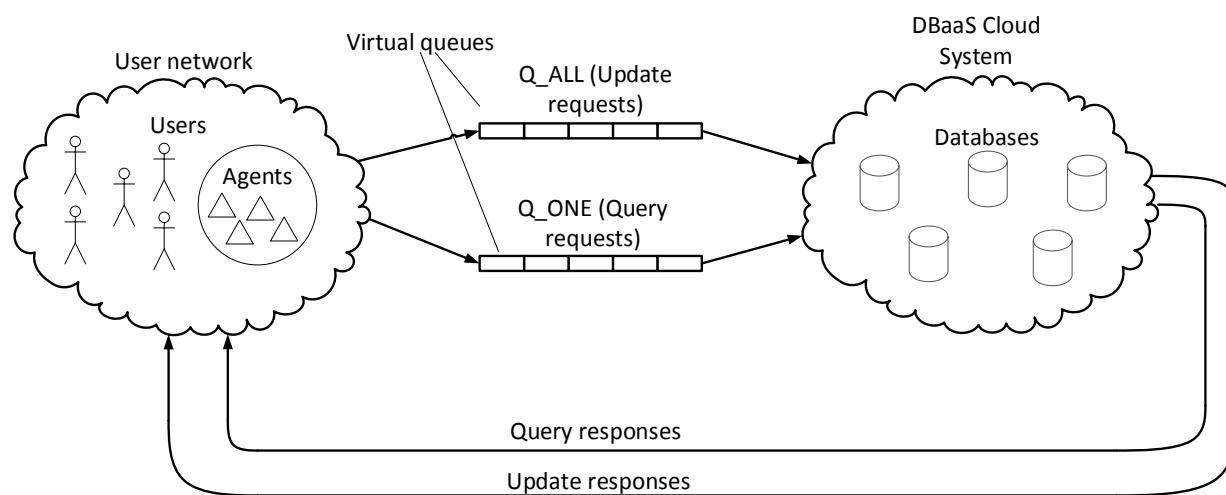 User network
Virtual queues
Q_ALL (Update
requests)
DBaaS Cloud
System
Users
Agents
Q_ONE (Query
requests)
Databases
Query responses
Update responses